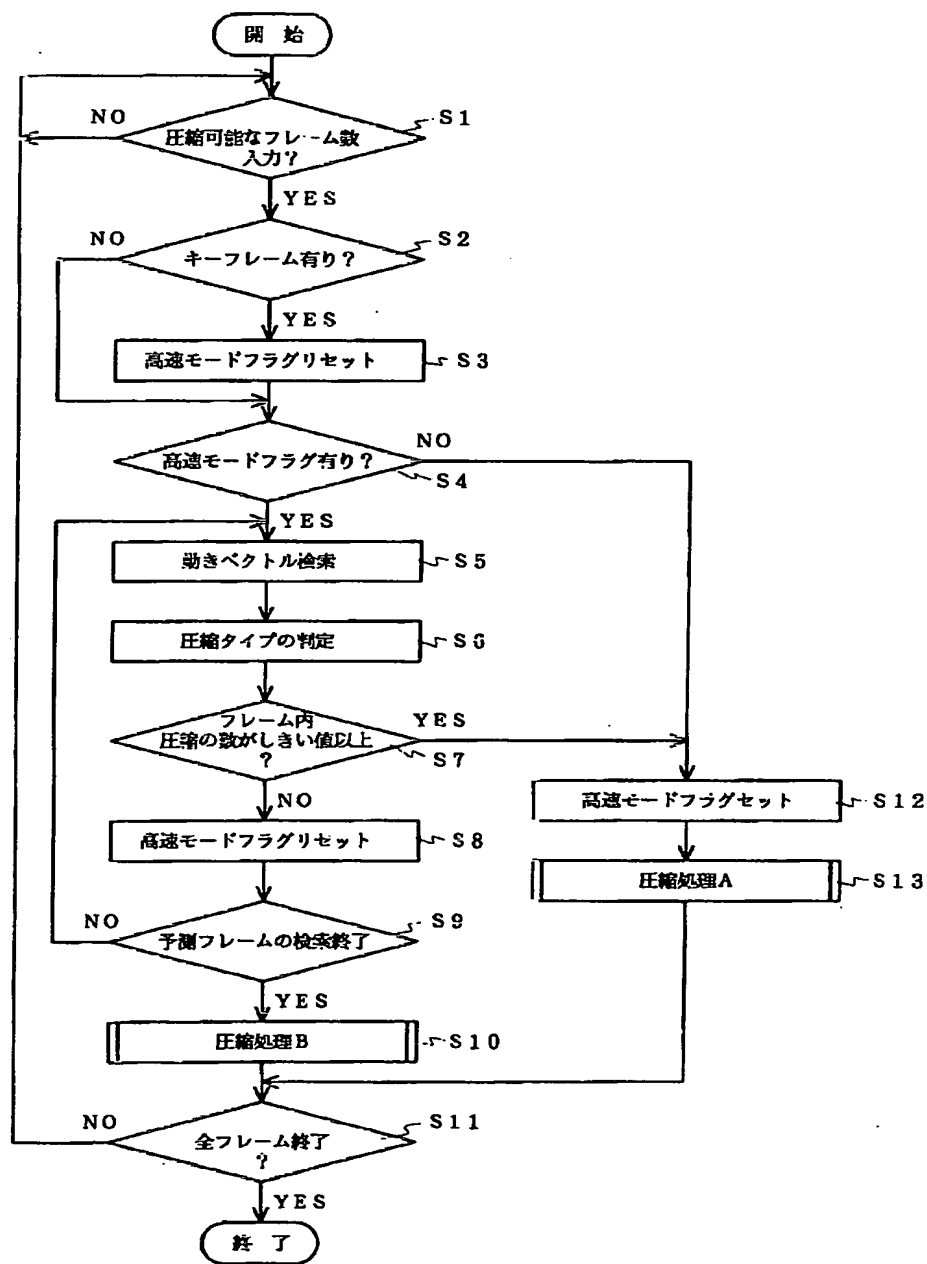 開 始
NO
圧縮可能なフレーム数
入力?
S1
YES
NO
キーフレーム有り?
S2
YES
高速モードフラグリセット
S3
高速モードフラグ有り?
NO
S4
YES
動きベクトル検索
S5
圧縮タイプの判定
S6
フレーム内
圧縮の数がしきい値以上
?
YES
S7
NO
高速モードフラグセット
S12
高速モードフラグリセット
S8
圧縮処理A
S13
NO
予測フレームの検索終了
S9
YES
圧縮処理B
S10
NO
全フレーム終了
?
S11
YES
終 了